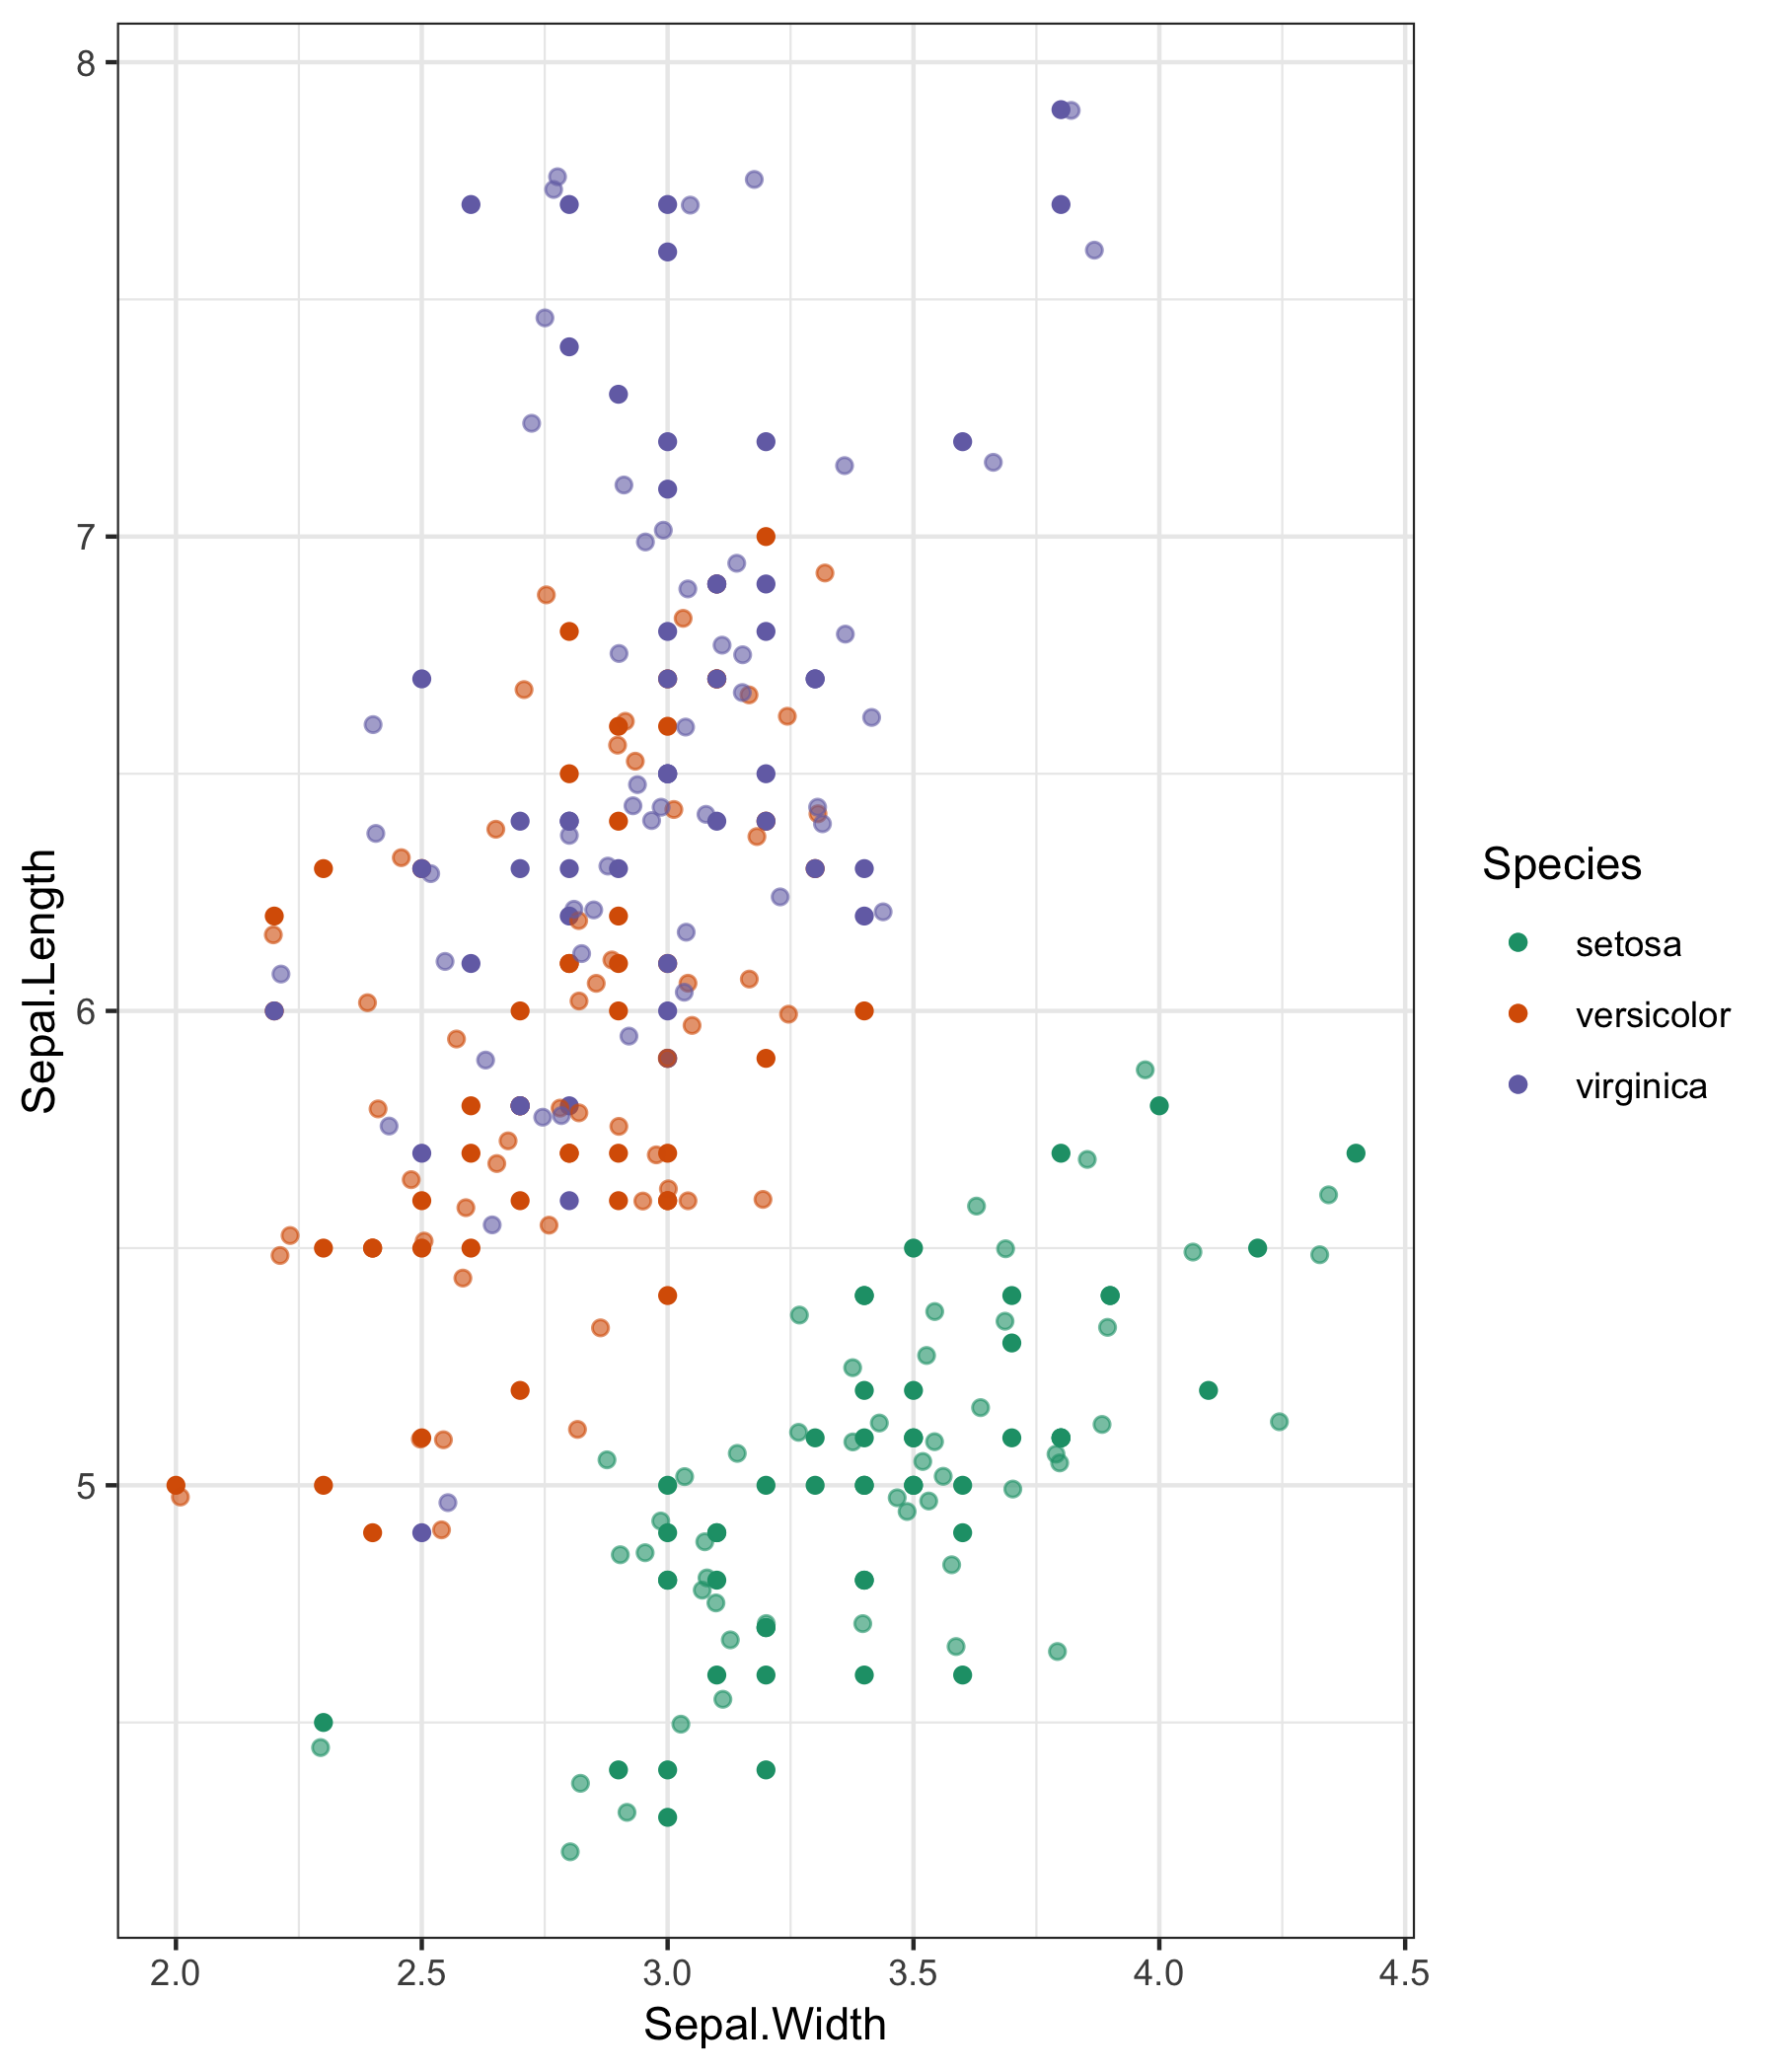 8
7
6
5
Sepal.Length
2.0 2.5 3.0 3.5 4.0 4.5
Sepal.Width
Species
setosa
versicolor
virginica